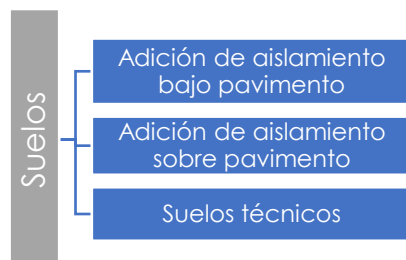 Suelos
Adición de aislamiento
bajo pavimento
Adición de aislamiento
sobre pavimento
Suelos técnicos